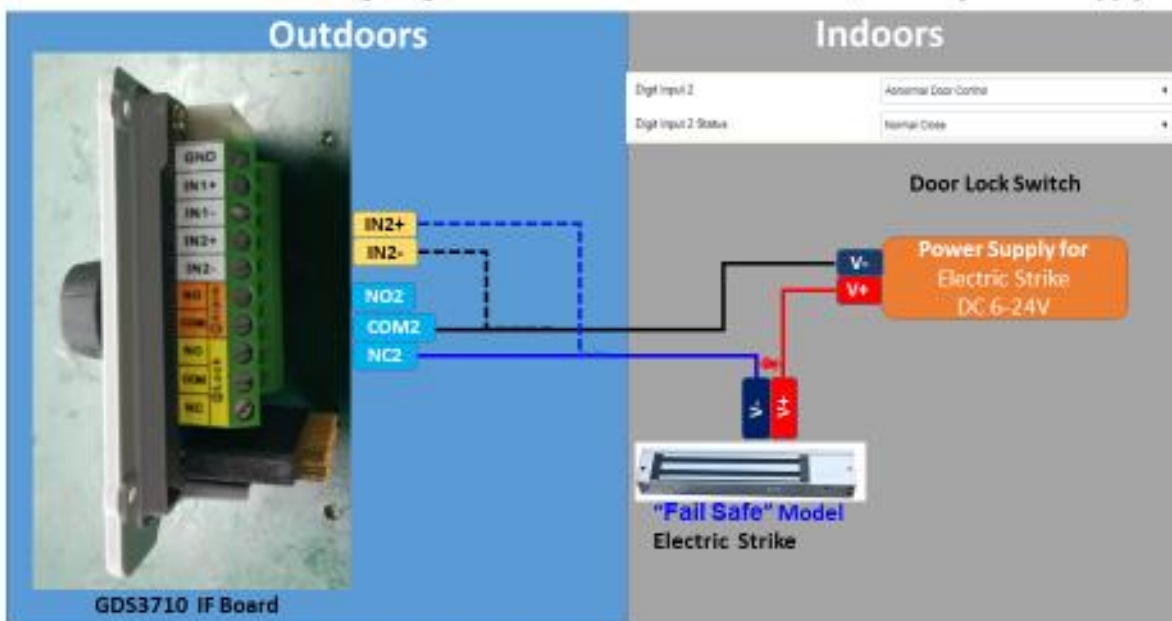 Outdoors
Indoors
Digit Input 2
Abnormal Door Control
Digit Input 2 Status
Normal Close
GND
IN1+
IN1-
IN2+
IN2-
NO
COM
NO
COM
NC
IN2+
IN2-
NO2
COM2
NC2
Door Lock Switch
V-
V+
Power Supply for
Electric Strike
DC 6-24V
V-
V+
"Fail Safe" Model
Electric Strike
GDS3710 IF Board